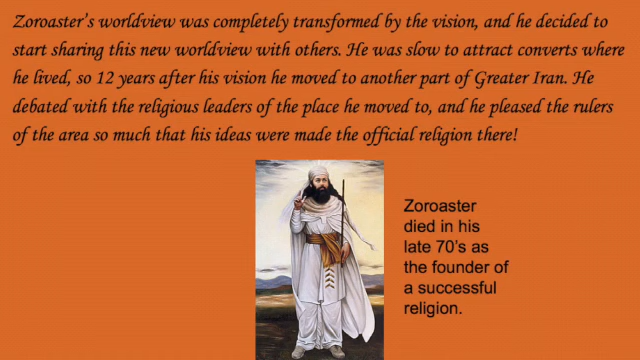 Zoroaster's worldview was completely transformed by the vision, and he decided to
start sharing this new worldview with others. He was slow to attract converts where
he lived, so 12 years after his vision he moved to another part of Greater Iran. He
debated with the religious leaders of the place he moved to, and he pleased the rulers
of the area so much that his ideas were made the official religion there!
Zoroaster
died in his
late 70's as
the founder of
a successful
religion.